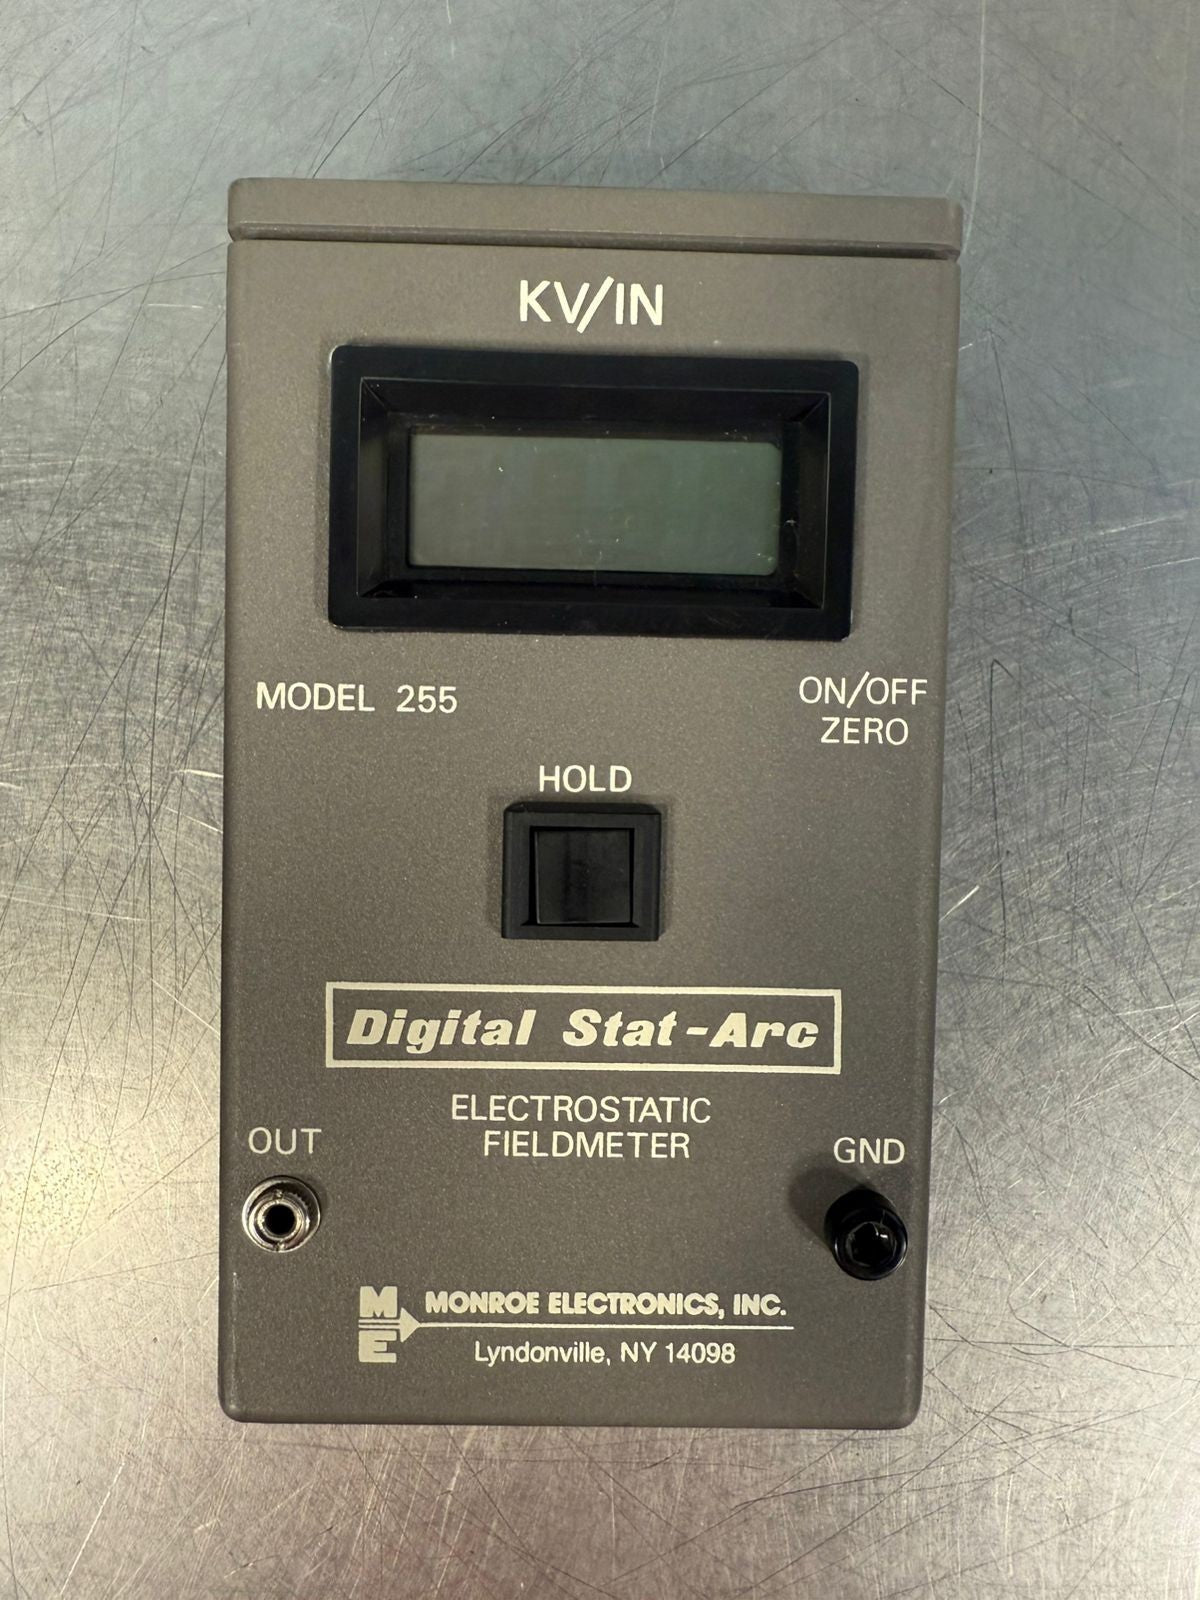 KV/IN
MODEL 255
ON/OFF
ZERO
HOLD
Digital Stat-Arc
ELECTROSTATIC
FIELDMETER
OUT
GND
M
E
MONROE ELECTRONICS, INC.
Lyndonville, NY 14098